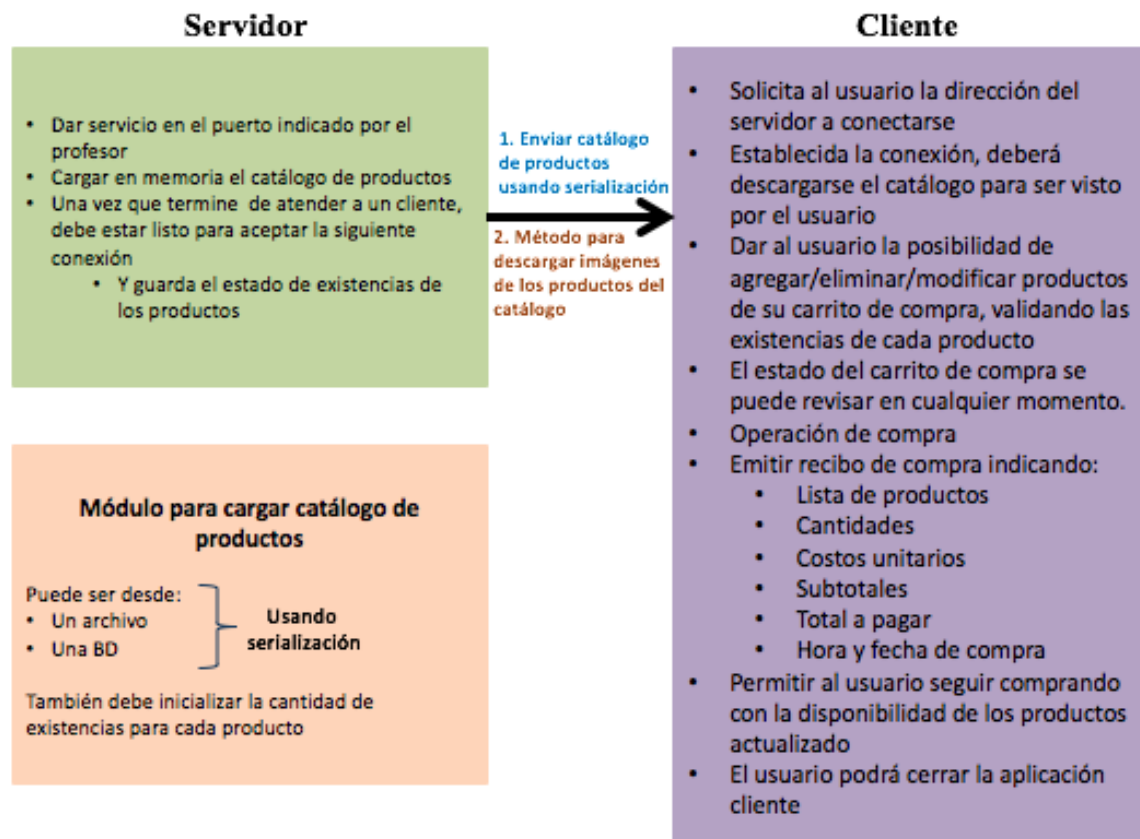 Servidor
• Dar servicio en el puerto indicado por el
profesor
• Cargar en memoria el catálogo de productos
• Una vez que termine de atender a un cliente,
debe estar listo para aceptar la siguiente
conexión
• Y guarda el estado de existencias de
los productos
1. Enviar catálogo
de productos
usando serialización
2. Método para
descargar imágenes
de los productos del
catálogo
Módulo para cargar catálogo de
productos
Puede ser desde:
• Un archivo
• Una BD
Usando
serialización
También debe inicializar la cantidad de
existencias para cada producto
Cliente
• Solicita al usuario la dirección del
servidor a conectarse
• Establecida la conexión, deberá
descargarse el catálogo para ser visto
por el usuario
• Dar al usuario la posibilidad de
agregar/eliminar/modificar productos
de su carrito de compra, validando las
existencias de cada producto
• El estado del carrito de compra se
puede revisar en cualquier momento.
• Operación de compra
• Emitir recibo de compra indicando:
• Lista de productos
• Cantidades
• Costos unitarios
• Subtotales
• Total a pagar
• Hora y fecha de compra
• Permitir al usuario seguir comprando
con la disponibilidad de los productos
actualizado
• El usuario podrá cerrar la aplicación
cliente